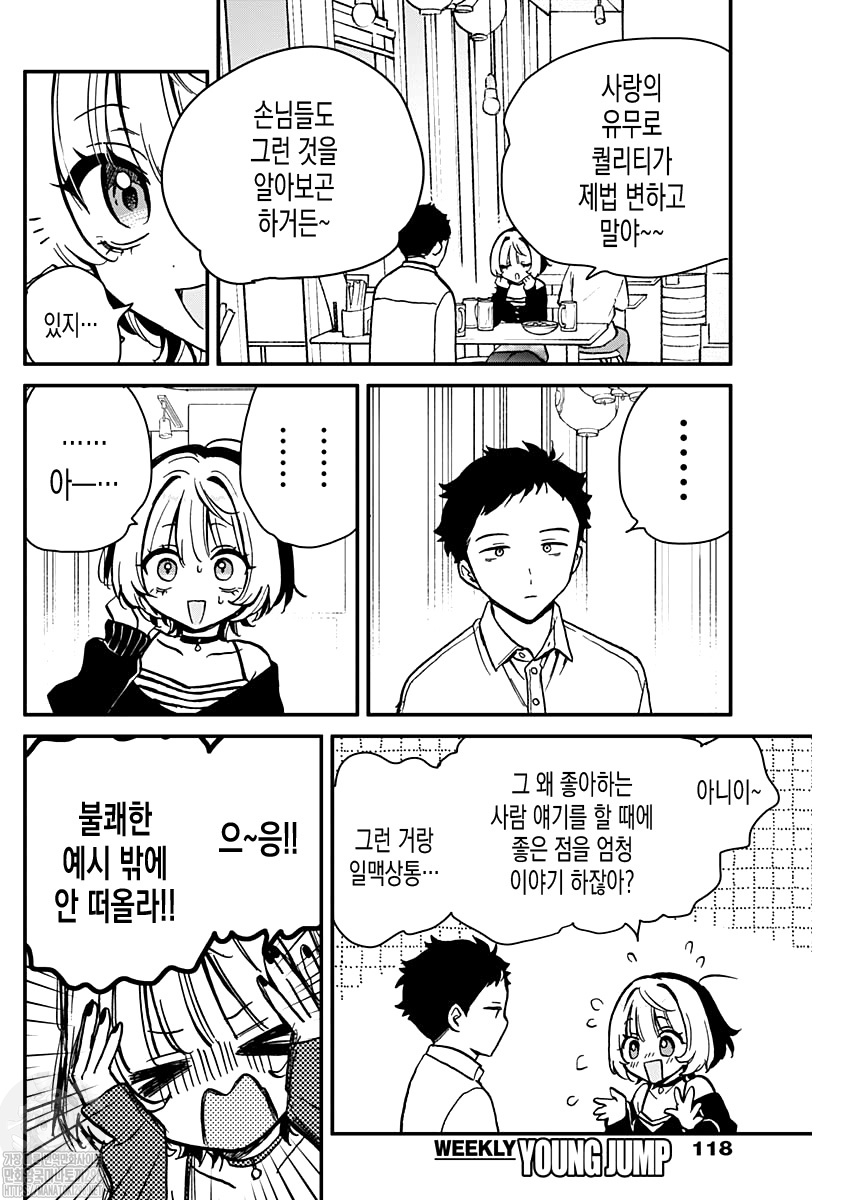 사랑의
유무로
퀄리티가
제법 변하고
말야~~
손님들도
그런 것을
알아보곤
하거든~
있지…
……
아—…
아니이~
그 왜 좋아하는
사람 얘기를 할 때에
좋은 점을 엄청
이야기 하잖아?
그런 거랑
일맥상통…
으~응!!
불쾌한
예시 밖에
안 떠올라!!
WEEKLY YOUNG JUMP 118